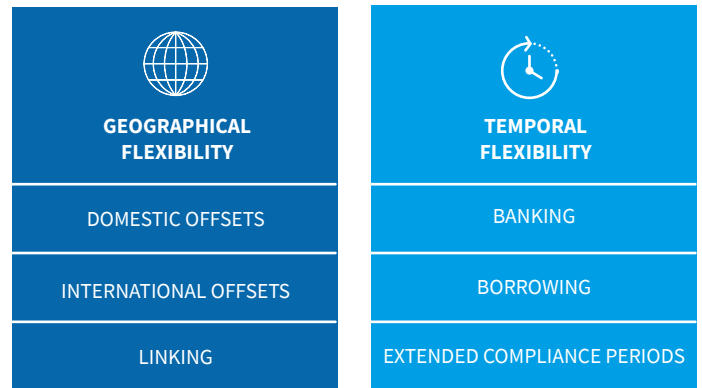 GEOGRAPHICAL
FLEXIBILITY
DOMESTIC OFFSETS
INTERNATIONAL OFFSETS
LINKING
TEMPORAL
FLEXIBILITY
BANKING
BORROWING
EXTENDED COMPLIANCE PERIODS